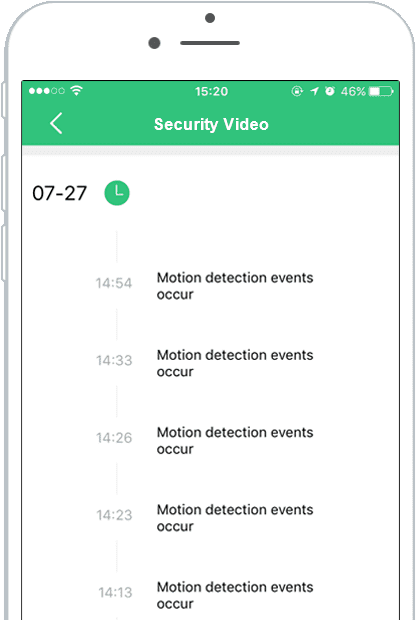 15:20 46%
Security Video
07-27
14:54 Motion detection events
occur
14:33 Motion detection events
occur
14:26 Motion detection events
occur
14:23 Motion detection events
occur
14:13 Motion detection events
occur